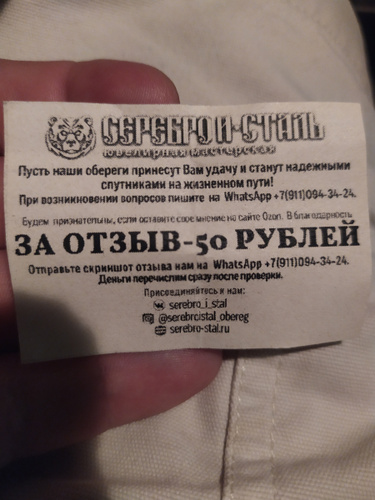 СЕРЕБРО И СТАЛЬ
ювелирная мастерская
Пусть наши обереги принесут Вам удачу и станут надежными
спутниками на жизненном пути!
При возникновении вопросов пишите на WhatsApp +7(911)094-34-24.
Будем признательны, если оставите свое мнение на сайте Ozon. В благодарность
ЗА ОТЗЫВ-50 РУБЛЕЙ
Отправьте скриншот отзыва нам на WhatsApp +7(911)094-34-24.
Деньги перечислим сразу после проверки.
Присоединяйтесь к нам:
serebro_i_stal
@serebroistal_obereg
serebro-stal.ru